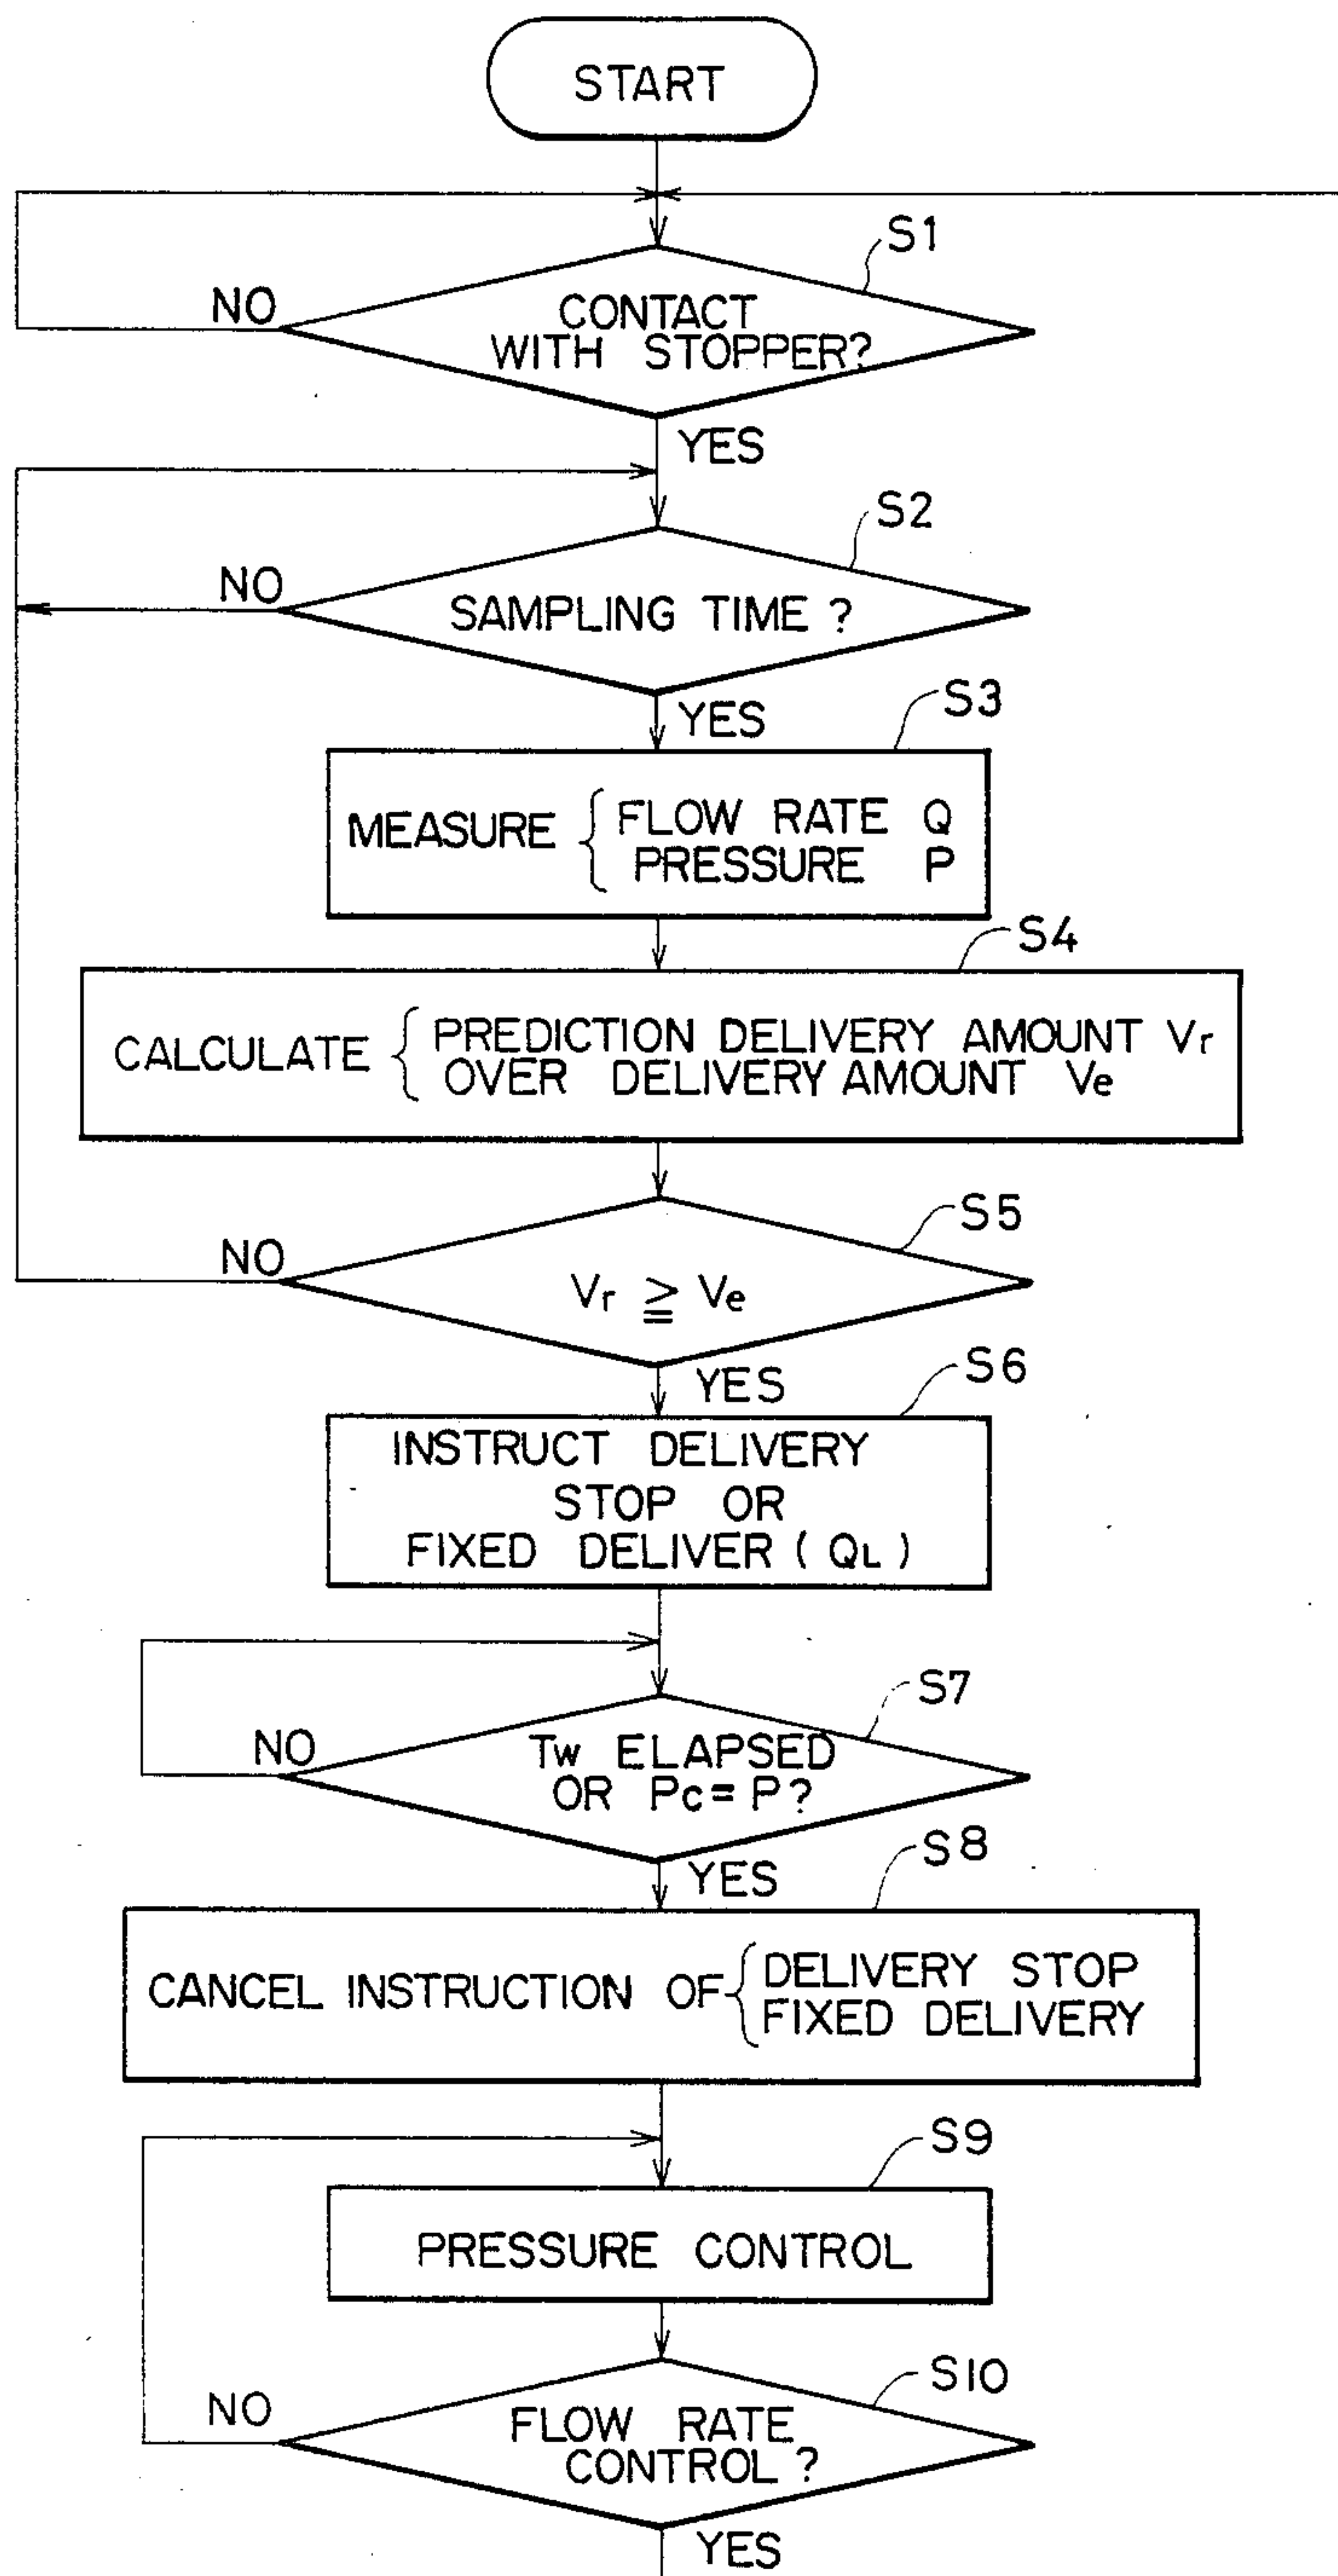 START
S1
NO
CONTACT
WITH STOPPER?
YES
S2
NO
SAMPLING TIME ?
YES
S3
MEASURE { FLOW RATE Q
PRESSURE P
S4
CALCULATE { PREDICTION DELIVERY AMOUNT Vr
OVER DELIVERY AMOUNT Ve
S5
NO
Vr ≧ Ve
YES
S6
INSTRUCT DELIVERY
STOP OR
FIXED DELIVER ( QL )
S7
NO
Tw ELAPSED
OR Pc = P ?
YES
S8
CANCEL INSTRUCTION OF { DELIVERY STOP
FIXED DELIVERY
S9
PRESSURE CONTROL
S10
NO
FLOW RATE
CONTROL ?
YES